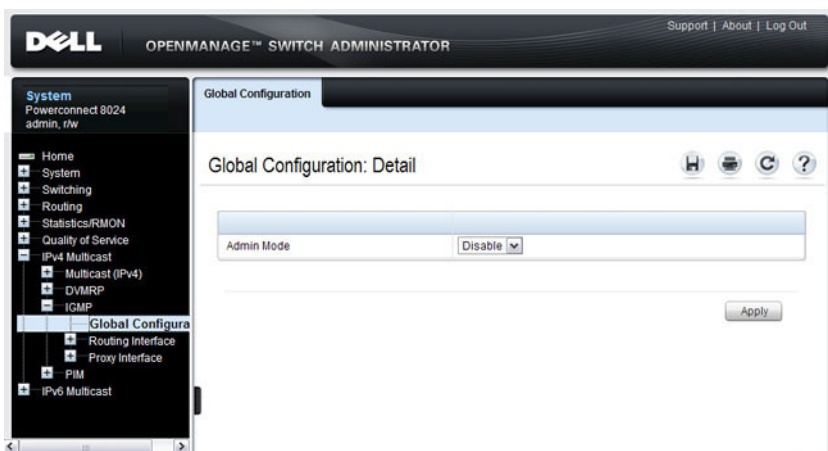 Support | About | Log Out
DELL OPENMANAGE™ SWITCH ADMINISTRATOR
System
Powerconnect 8024
admin, r/w
Home
System
Switching
Routing
Statistics/RMON
Quality of Service
IPv4 Multicast
Multicast (IPv4)
DVMRP
IGMP
Global Configura
Routing Interface
Proxy Interface
PIM
IPv6 Multicast
Global Configuration
Global Configuration: Detail
Admin Mode Disable
Apply